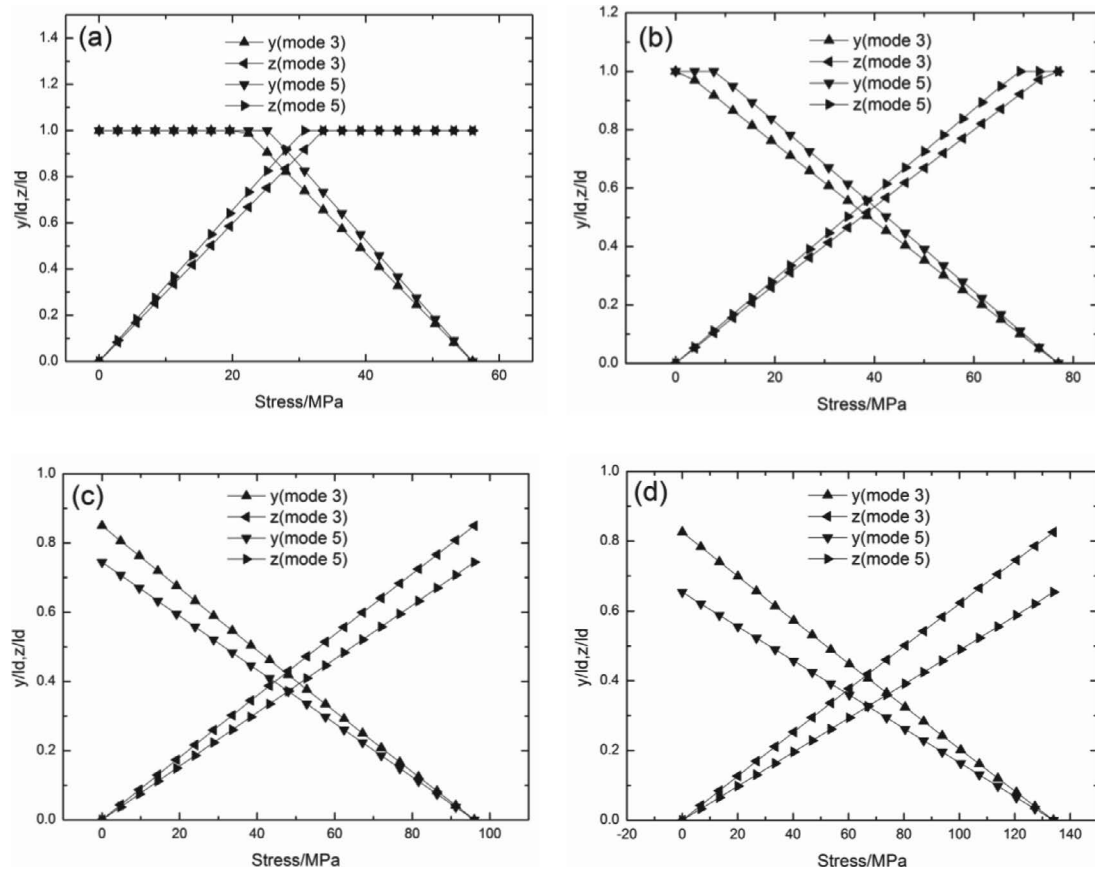 (a)
y(mode 3)
z(mode 3)
y(mode 5)
z(mode 5)
y/ld,z/ld
1.4
1.2
1.0
0.8
0.6
0.4
0.2
0.0
0 20 40 60
Stress/MPa
(b)
y(mode 3)
z(mode 3)
y(mode 5)
z(mode 5)
y/ld,z/ld
1.2
1.0
0.8
0.6
0.4
0.2
0.0
0 20 40 60 80
Stress/MPa
(c)
y(mode 3)
z(mode 3)
y(mode 5)
z(mode 5)
y/ld,z/ld
1.0
0.8
0.6
0.4
0.2
0.0
0 20 40 60 80 100
Stress/MPa
(d)
y(mode 3)
z(mode 3)
y(mode 5)
z(mode 5)
y/ld,z/ld
1.0
0.8
0.6
0.4
0.2
0.0
-20 0 20 40 60 80 100 120 140
Stress/MPa